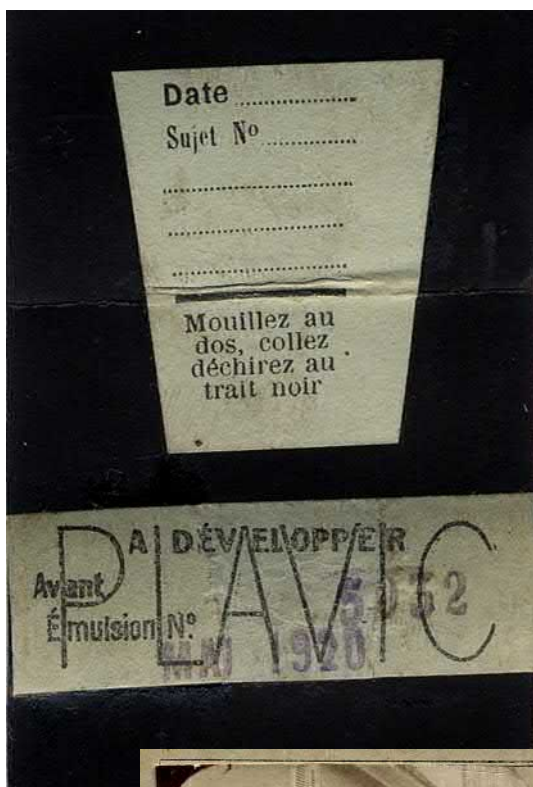 Date
Sujet Nº
Mouillez au
dos, collez
déchirez au
trait noir
A DÉVELOPPER
PLAVIC
Avant
5032
Émulsion Nº
MAI 1920